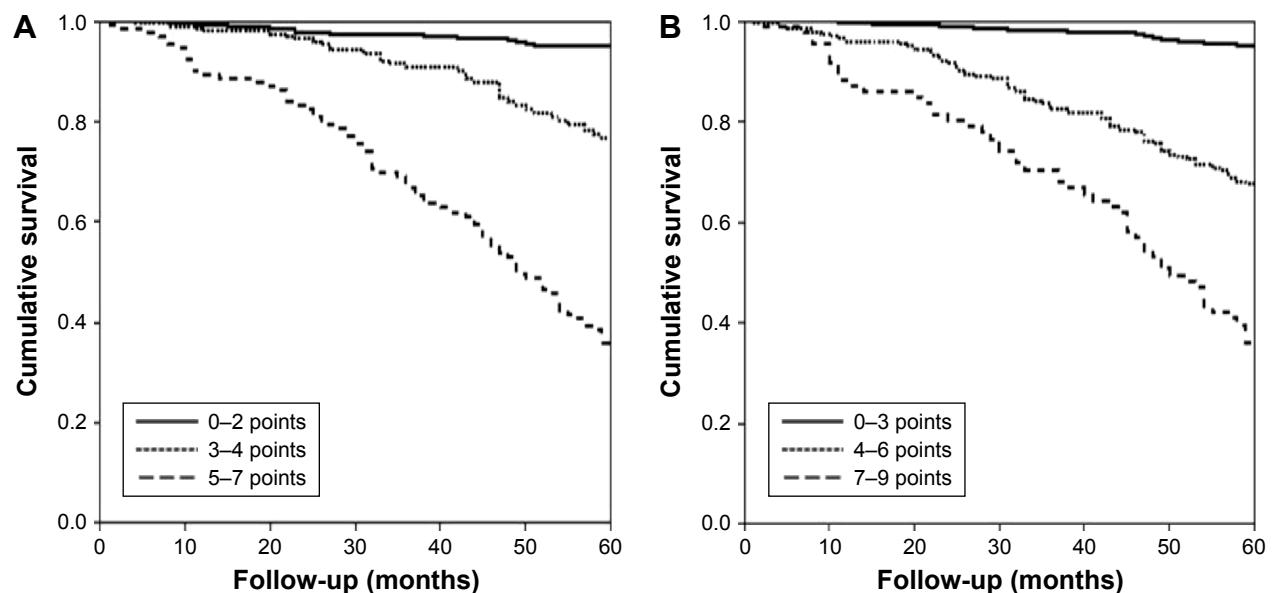 A
Cumulative survival
1.0
0.8
0.6
0.4
0.2
0.0
0–2 points
3–4 points
5–7 points
0 10 20 30 40 50 60
Follow-up (months)
B
Cumulative survival
1.0
0.8
0.6
0.4
0.2
0.0
0–3 points
4–6 points
7–9 points
0 10 20 30 40 50 60
Follow-up (months)